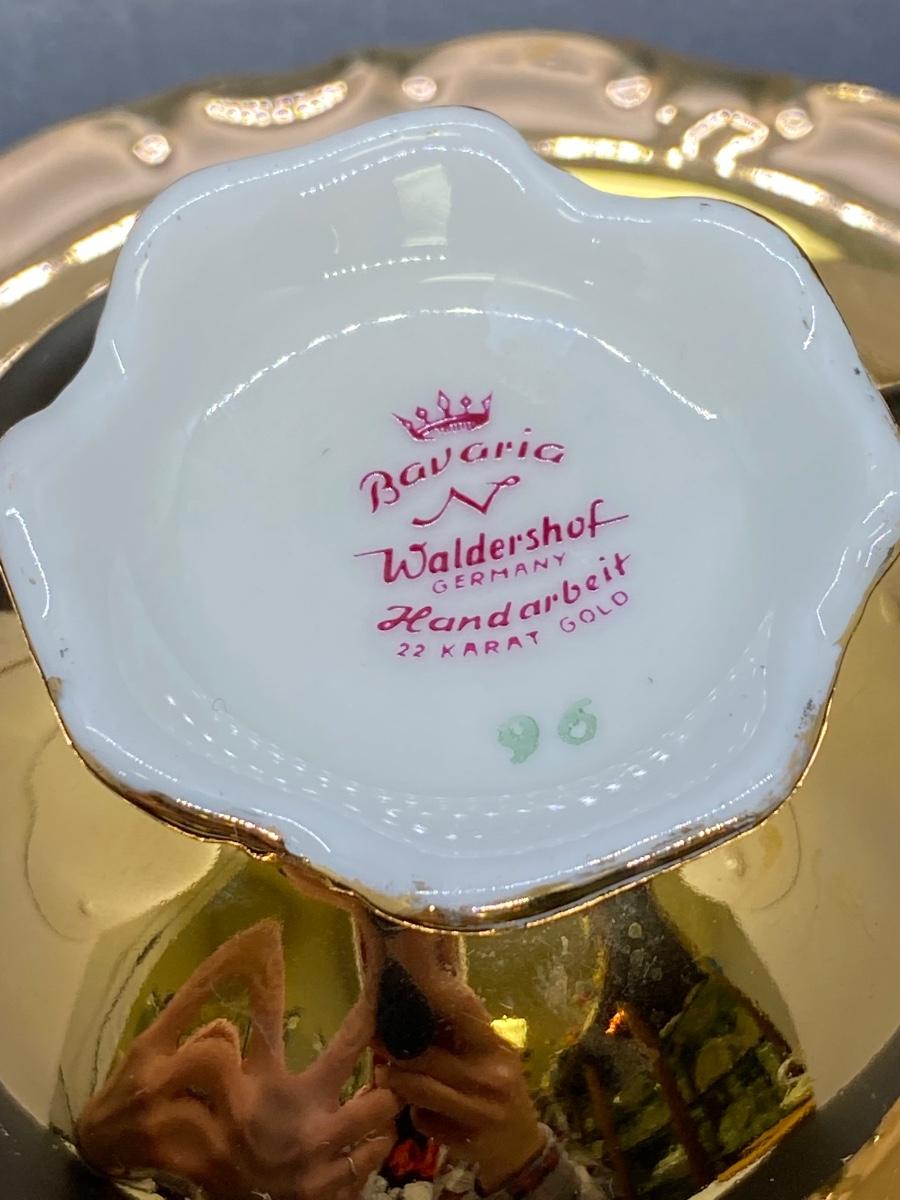 Bavaria
N
Waldershof
GERMANY
Handarbeit
22 KARAT GOLD
96